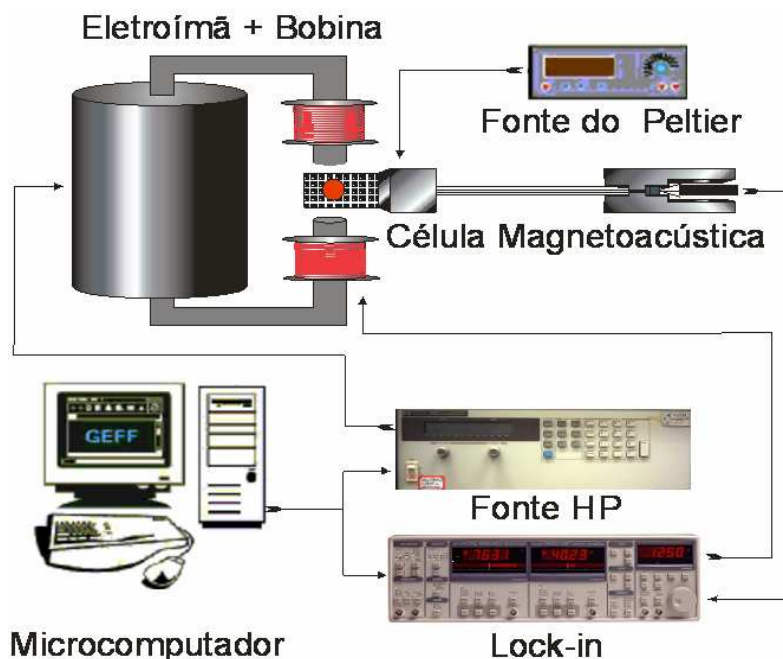 Eletroímã + Bobina
Fonte do Peltier
Célula Magnetoacústica
GEFF
Fonte HP
Microcomputador
Lock-in